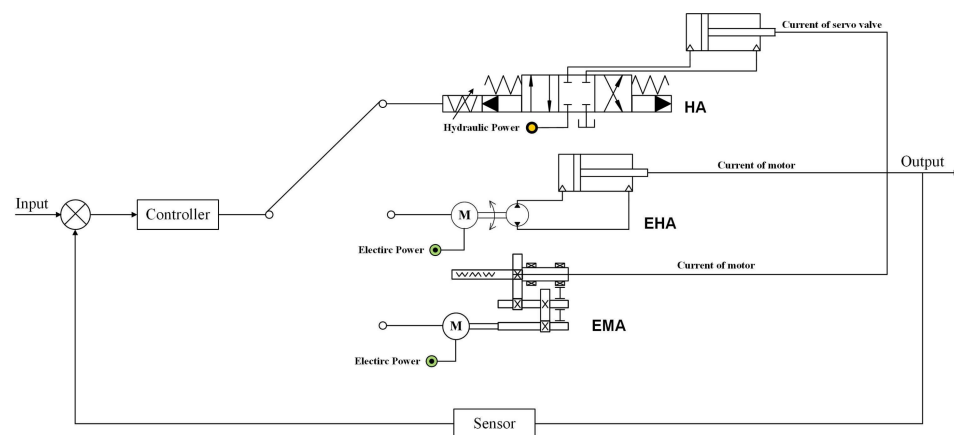 Current of servo valve
HA
Hydraulic Power
Current of motor
Output
Input
Controller
M
EHA
Electirc Power
Current of motor
M
EMA
Electirc Power
Sensor